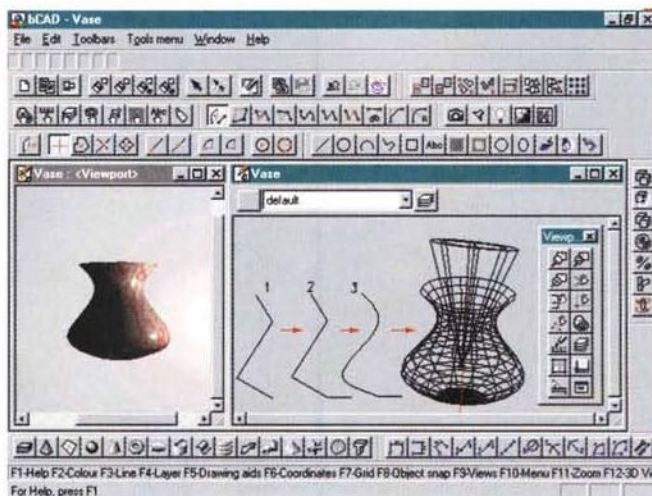 bCAD - Vase
File Edit Toolbars Tools menu Window Help
Abc
Vase : <Viewport>
Vase
default
Viewp
1 2 3
F1-Help F2-Colour F3-Line F4-Layer F5-Drawing aids F6-Coordinates F7-Grid F8-Object snap F9-Views F10-Menu F11-Zoom F12-3D Vi
For Help, press F1